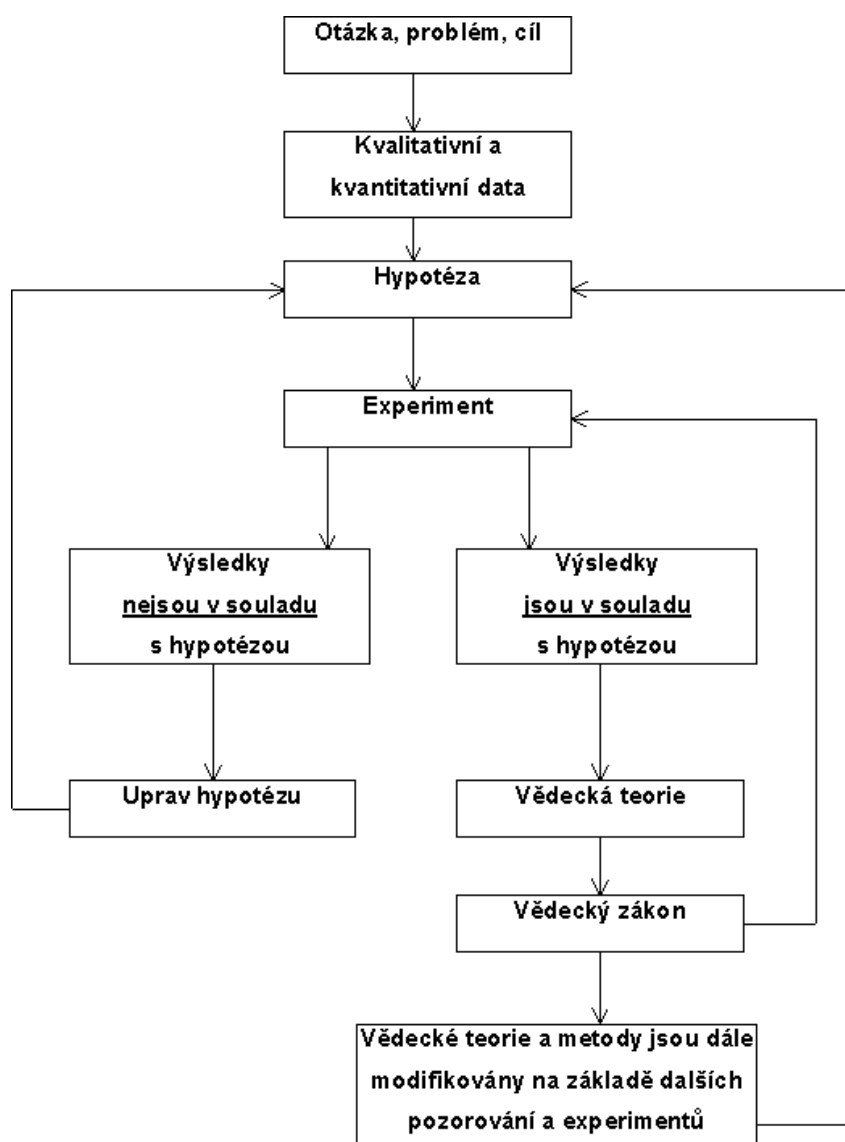 Otázka, problém, cíl
Kvalitativní a
kvantitativní data
Hypotéza
Experiment
Výsledky
nejsou v souladu
s hypotézou
Výsledky
jsou v souladu
s hypotézou
Uprav hypotézu
Vědecká teorie
Vědecký zákon
Vědecké teorie a metody jsou dále
modifikovány na základě dalších
pozorování a experimentů